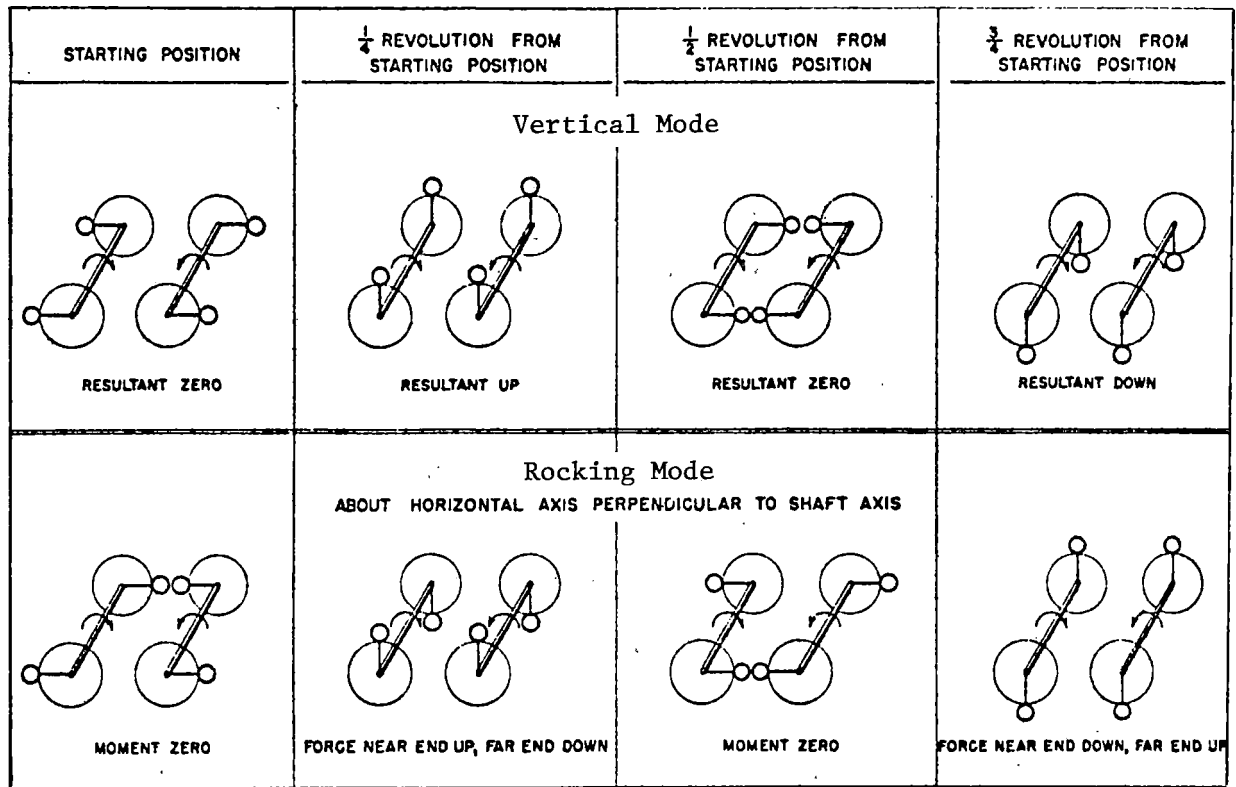 STARTING POSITION
1/4 REVOLUTION FROM
STARTING POSITION
1/2 REVOLUTION FROM
STARTING POSITION
3/4 REVOLUTION FROM
STARTING POSITION
Vertical Mode
RESULTANT ZERO
RESULTANT UP
RESULTANT ZERO
RESULTANT DOWN
Rocking Mode
ABOUT HORIZONTAL AXIS PERPENDICULAR TO SHAFT AXIS
MOMENT ZERO
FORCE NEAR END UP, FAR END DOWN
MOMENT ZERO
FORCE NEAR END DOWN, FAR END UP